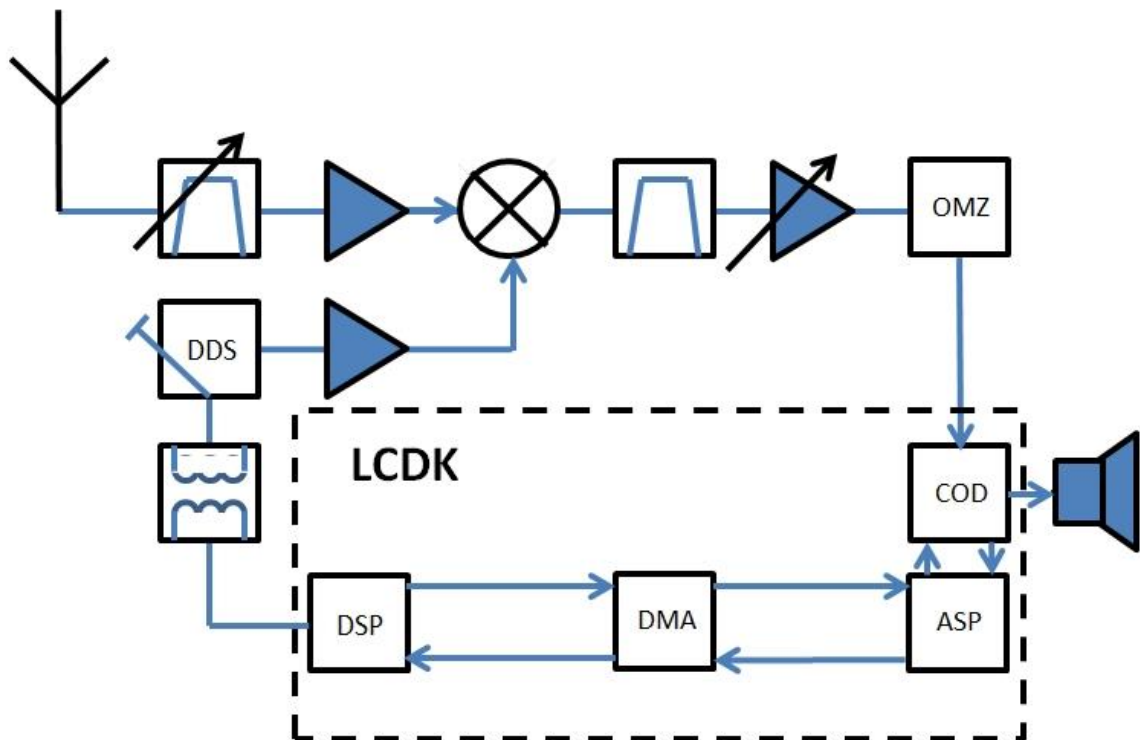 OMZ
DDS
LCDK
COD
DSP
DMA
ASP